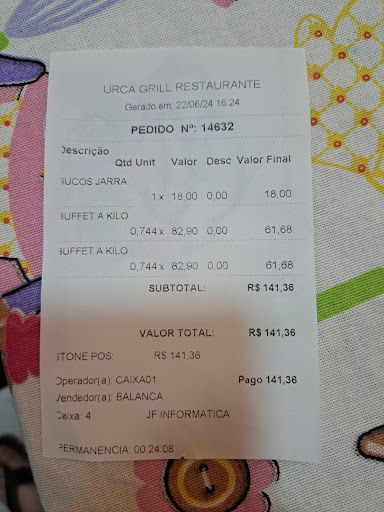 URCA GRILL RESTAURANTE
Gerado em: 22/06/24 16:24
PEDIDO Nº: 14632
Descrição
Qtd Unit Valor Desc Valor Final
SUCOS JARRA
1 x 18,00 0,00 18,00
BUFFET A KILO
0,744 x 82,90 0,00 61,68
BUFFET A KILO
0,744 x 82,90 0,00 61,68
SUBTOTAL: R$ 141,36
VALOR TOTAL: R$ 141,36
STONE POS: R$ 141,36
Operador(a): CAIXA01 Pago 141,36
Vendedor(a): BALANCA
Caixa: 4 JF INFORMATICA
PERMANENCIA: 00:24:08